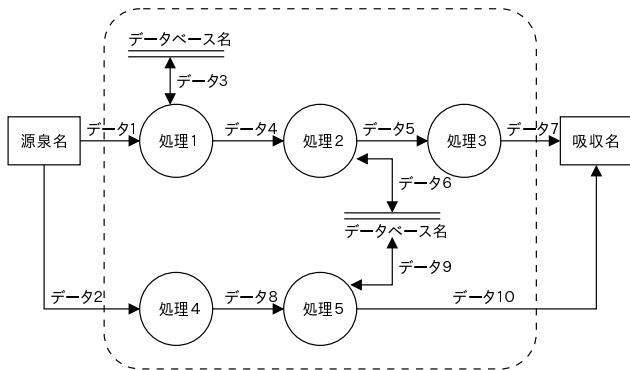 データベース名
データ3
源泉名
データ1
処理1
データ4
処理2
データ5
処理3
データ7
吸収名
データ6
データベース名
データ9
データ2
処理4
データ8
処理5
データ10